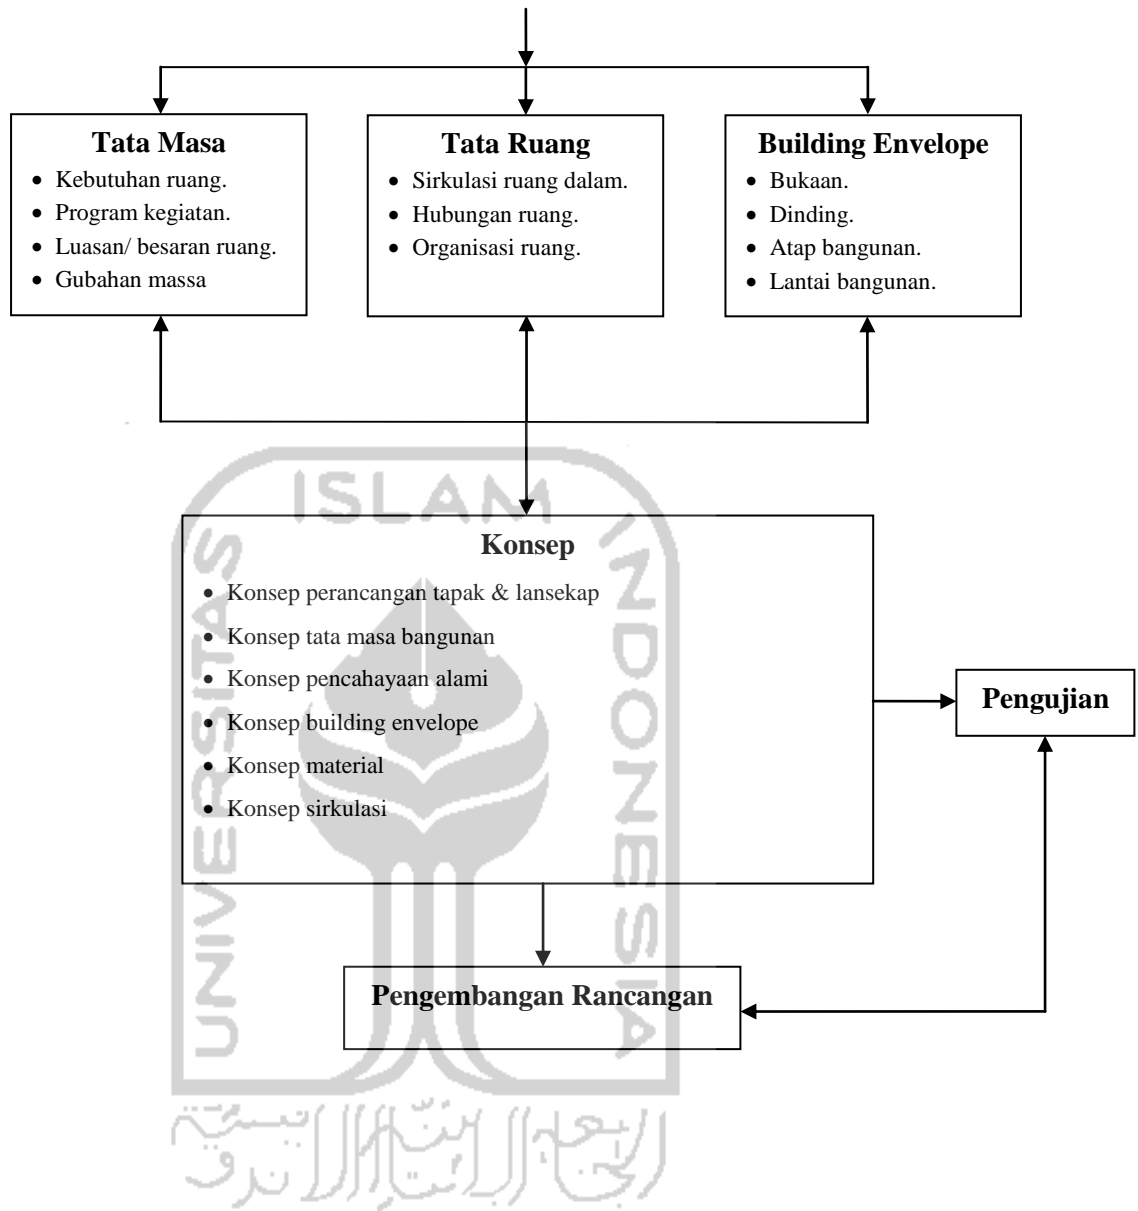 Tata Masa
• Kebutuhan ruang.
• Program kegiatan.
• Luasan/ besaran ruang.
• Gubahan massa
Tata Ruang
• Sirkulasi ruang dalam.
• Hubungan ruang.
• Organisasi ruang.
Building Envelope
• Bukaan.
• Dinding.
• Atap bangunan.
• Lantai bangunan.
Konsep
• Konsep perancangan tapak & lansekap
• Konsep tata masa bangunan
• Konsep pencahayaan alami
• Konsep building envelope
• Konsep material
• Konsep sirkulasi
Pengujian
Pengembangan Rancangan
UNIVERSITAS
ISLAM
INDONESIA